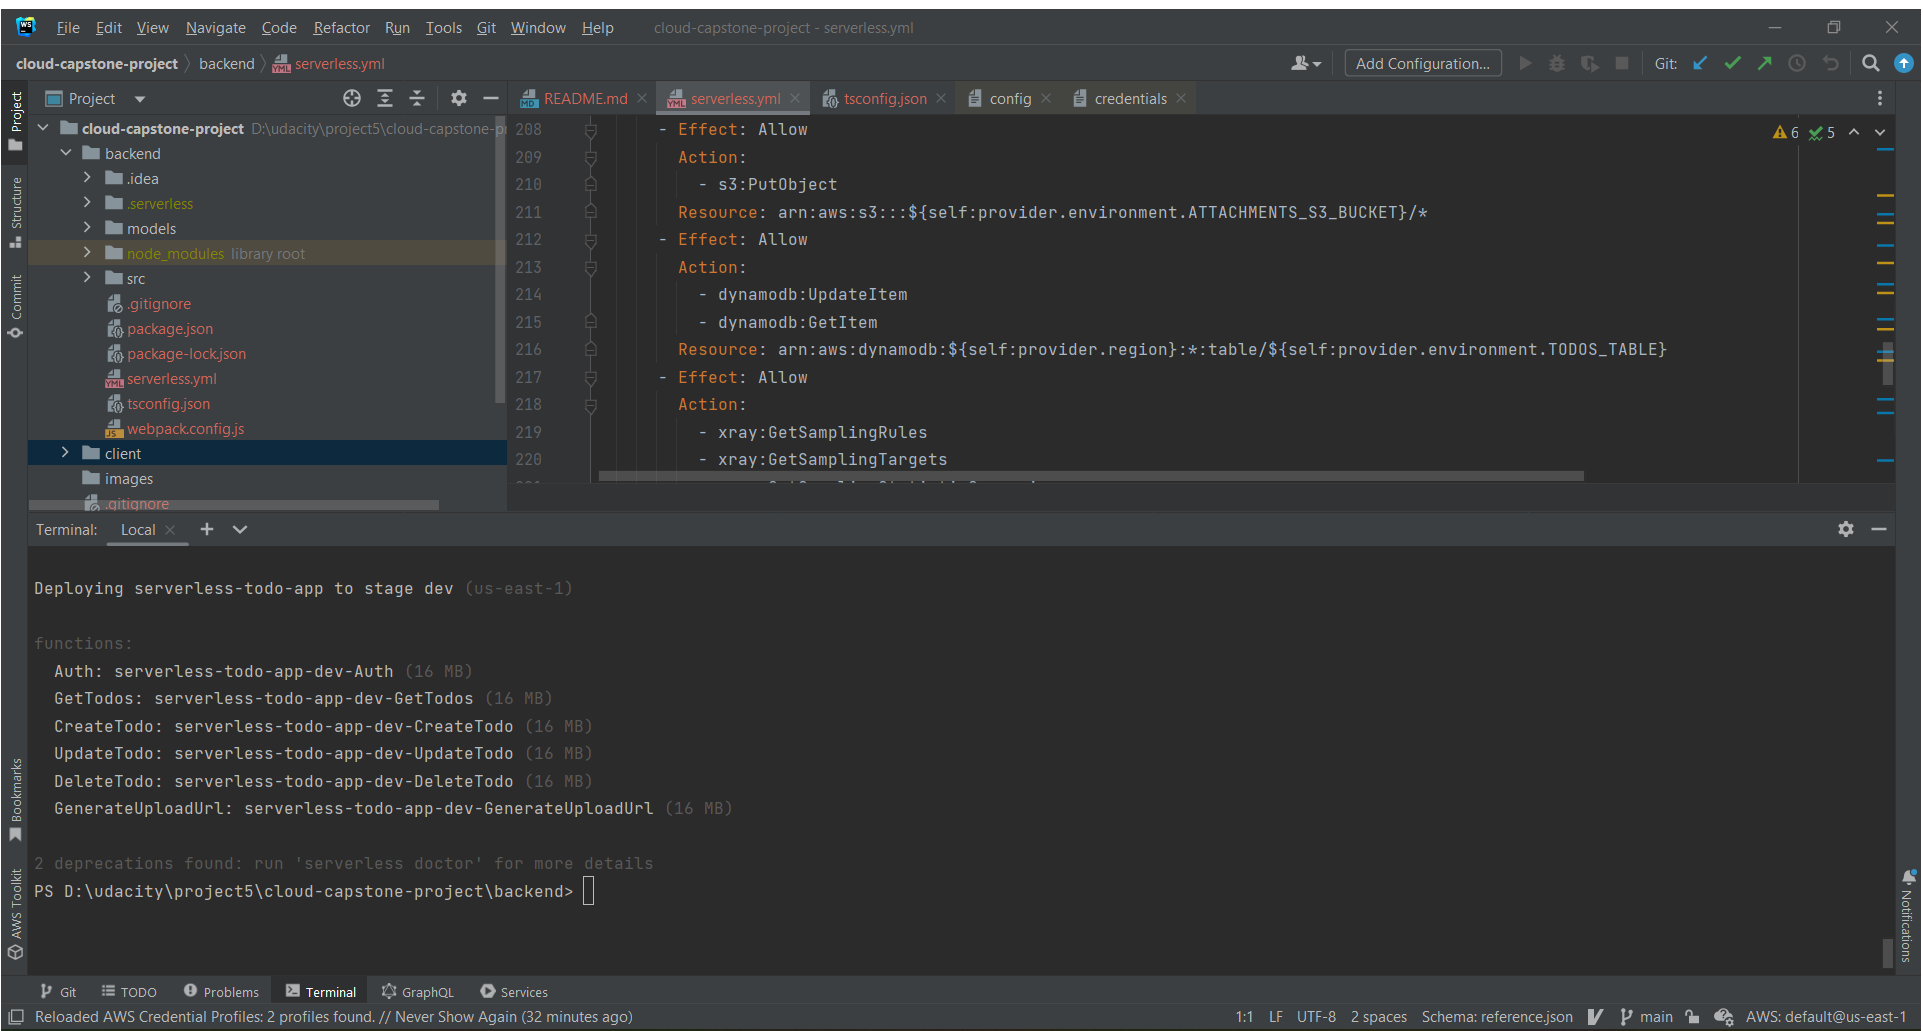 WS File Edit View Navigate Code Refactor Run Tools Git Window Help cloud-capstone-project - serverless.yml
cloud-capstone-project backend serverless.yml Add Configuration... Git:
Project README.md serverless.yml tsconfig.json config credentials
cloud-capstone-project D:\udacity\project5\cloud-capstone-p
backend
.idea
.serverless
models
node_modules library root
src
.gitignore
package.json
package-lock.json
serverless.yml
tsconfig.json
webpack.config.js
client
images
.gitignore
208 - Effect: Allow
209 Action:
210 - s3:PutObject
211 Resource: arn:aws:s3:::${self:provider.environment.ATTACHMENTS_S3_BUCKET}/*
212 - Effect: Allow
213 Action:
214 - dynamodb:UpdateItem
215 - dynamodb:GetItem
216 Resource: arn:aws:dynamodb:${self:provider.region}:*:table/${self:provider.environment.TODOS_TABLE}
217 - Effect: Allow
218 Action:
219 - xray:GetSamplingRules
220 - xray:GetSamplingTargets
6 5
Project
Structure
Commit
Bookmarks
AWS Toolkit
Notifications
Terminal: Local
Deploying serverless-todo-app to stage dev (us-east-1)
functions:
Auth: serverless-todo-app-dev-Auth (16 MB)
GetTodos: serverless-todo-app-dev-GetTodos (16 MB)
CreateTodo: serverless-todo-app-dev-CreateTodo (16 MB)
UpdateTodo: serverless-todo-app-dev-UpdateTodo (16 MB)
DeleteTodo: serverless-todo-app-dev-DeleteTodo (16 MB)
GenerateUploadUrl: serverless-todo-app-dev-GenerateUploadUrl (16 MB)
2 deprecations found: run 'serverless doctor' for more details
PS D:\udacity\project5\cloud-capstone-project\backend>
Git TODO Problems Terminal GraphQL Services
Reloaded AWS Credential Profiles: 2 profiles found. // Never Show Again (32 minutes ago) 1:1 LF UTF-8 2 spaces Schema: reference.json main AWS: default@us-east-1